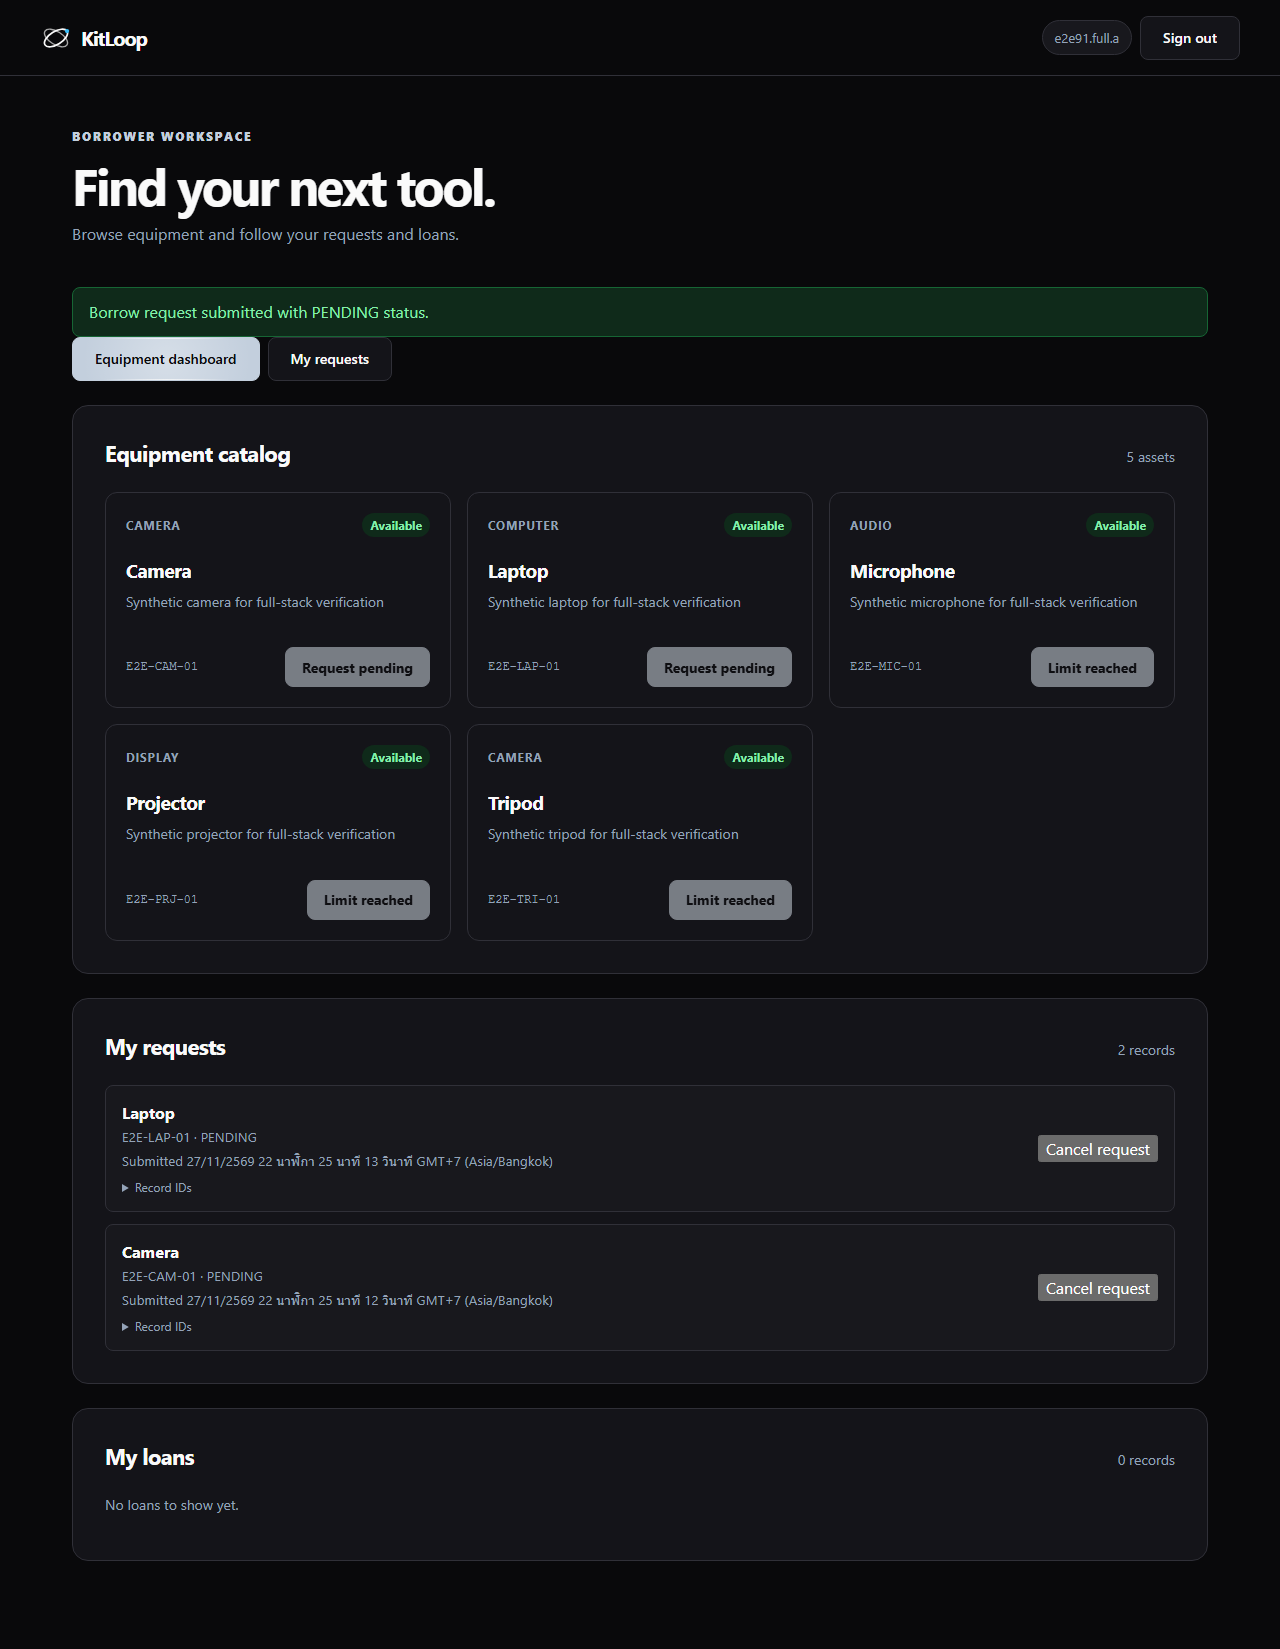 KitLoop
e2e91.full.a
Sign out
BORROWER WORKSPACE
Find your next tool.
Browse equipment and follow your requests and loans.
Borrow request submitted with PENDING status.
Equipment dashboard
My requests
Equipment catalog
5 assets
CAMERA
Available
Camera
Synthetic camera for full-stack verification
E2E-CAM-01
Request pending
COMPUTER
Available
Laptop
Synthetic laptop for full-stack verification
E2E-LAP-01
Request pending
AUDIO
Available
Microphone
Synthetic microphone for full-stack verification
E2E-MIC-01
Limit reached
DISPLAY
Available
Projector
Synthetic projector for full-stack verification
E2E-PRJ-01
Limit reached
CAMERA
Available
Tripod
Synthetic tripod for full-stack verification
E2E-TRI-01
Limit reached
My requests
2 records
Laptop
E2E-LAP-01 · PENDING
Submitted 27/11/2569 22 นาฬิกา 25 นาที 13 วินาที GMT+7 (Asia/Bangkok)
Record IDs
Cancel request
Camera
E2E-CAM-01 · PENDING
Submitted 27/11/2569 22 นาฬิกา 25 นาที 12 วินาที GMT+7 (Asia/Bangkok)
Record IDs
Cancel request
My loans
0 records
No loans to show yet.